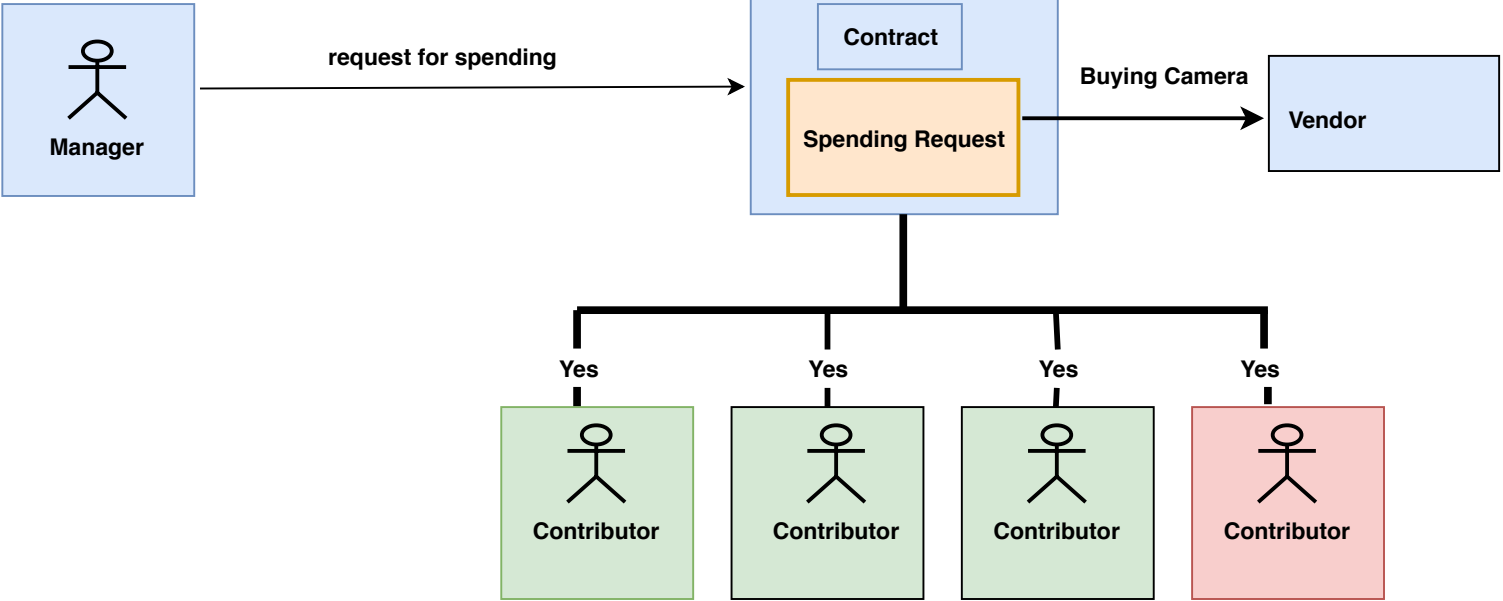 Contract
request for spending
Buying Camera
Spending Request
Vendor
Manager
Yes
Yes
Yes
Yes
Contributor
Contributor
Contributor
Contributor